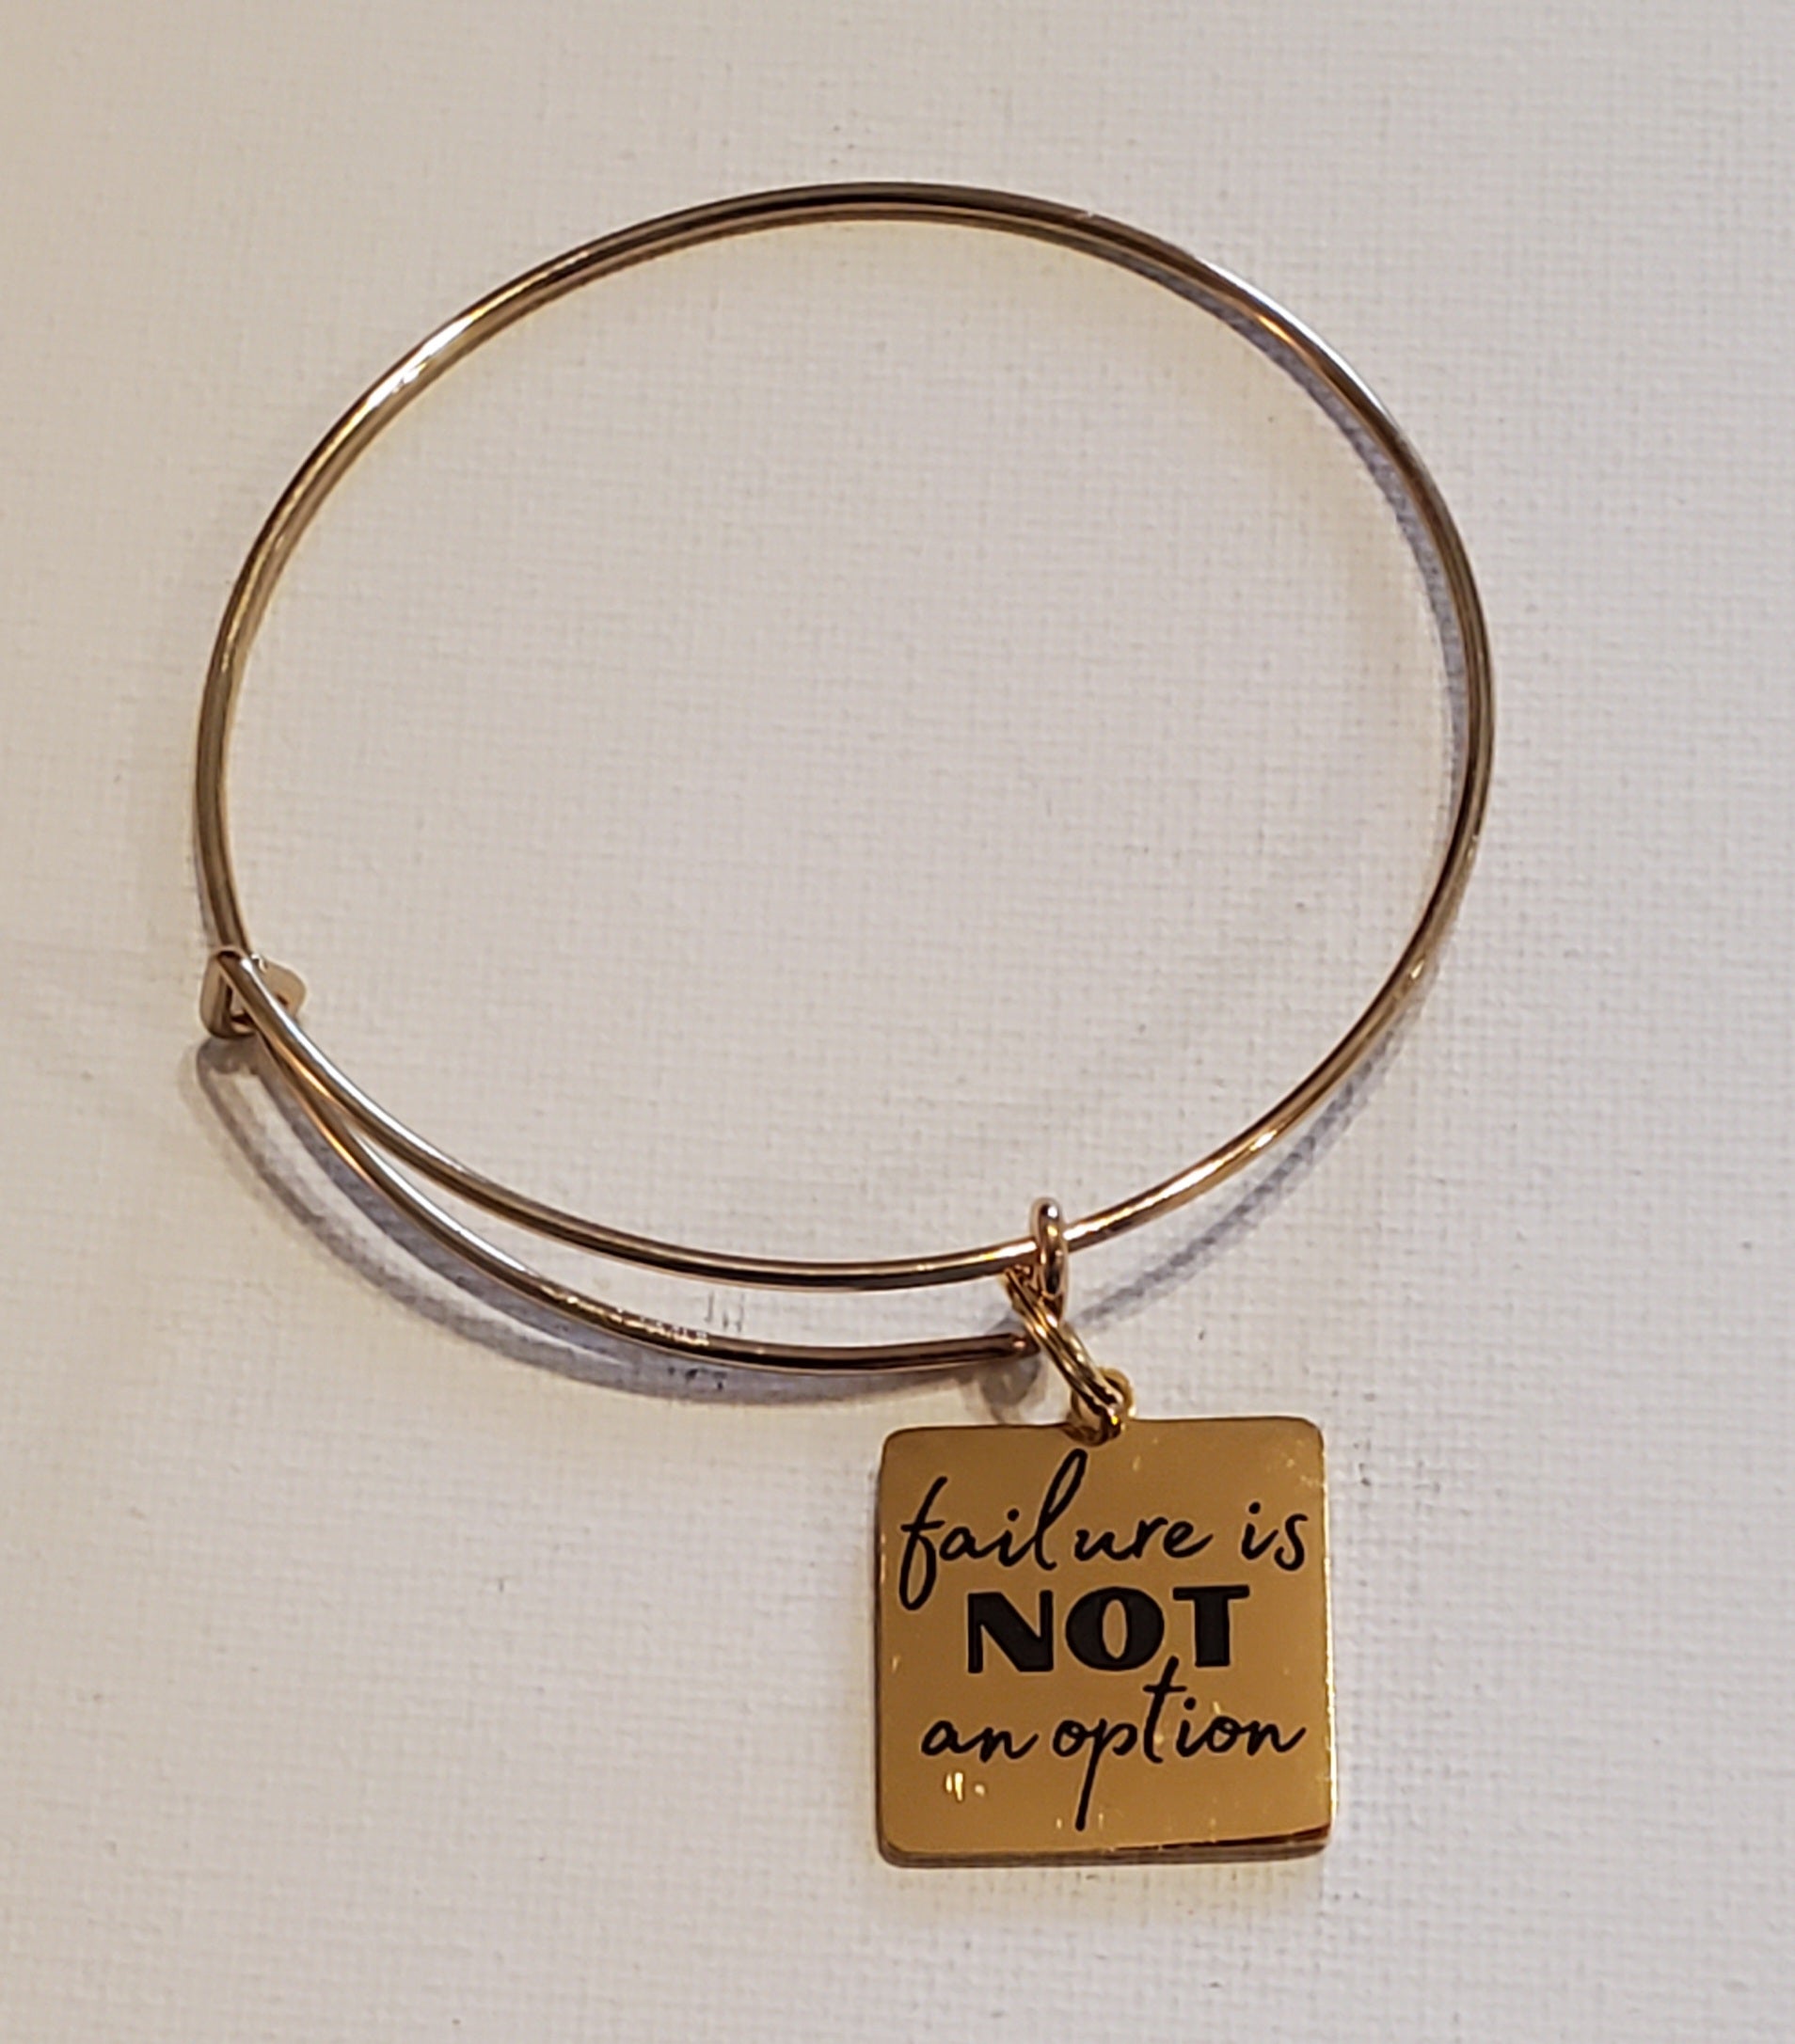 failure is
NOT
an option